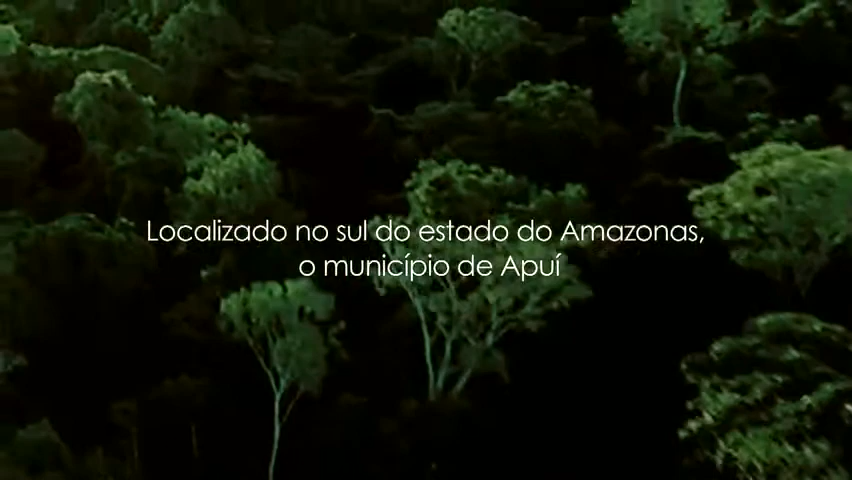 Localizado no sul do estado do Amazonas,
o município de Apuí